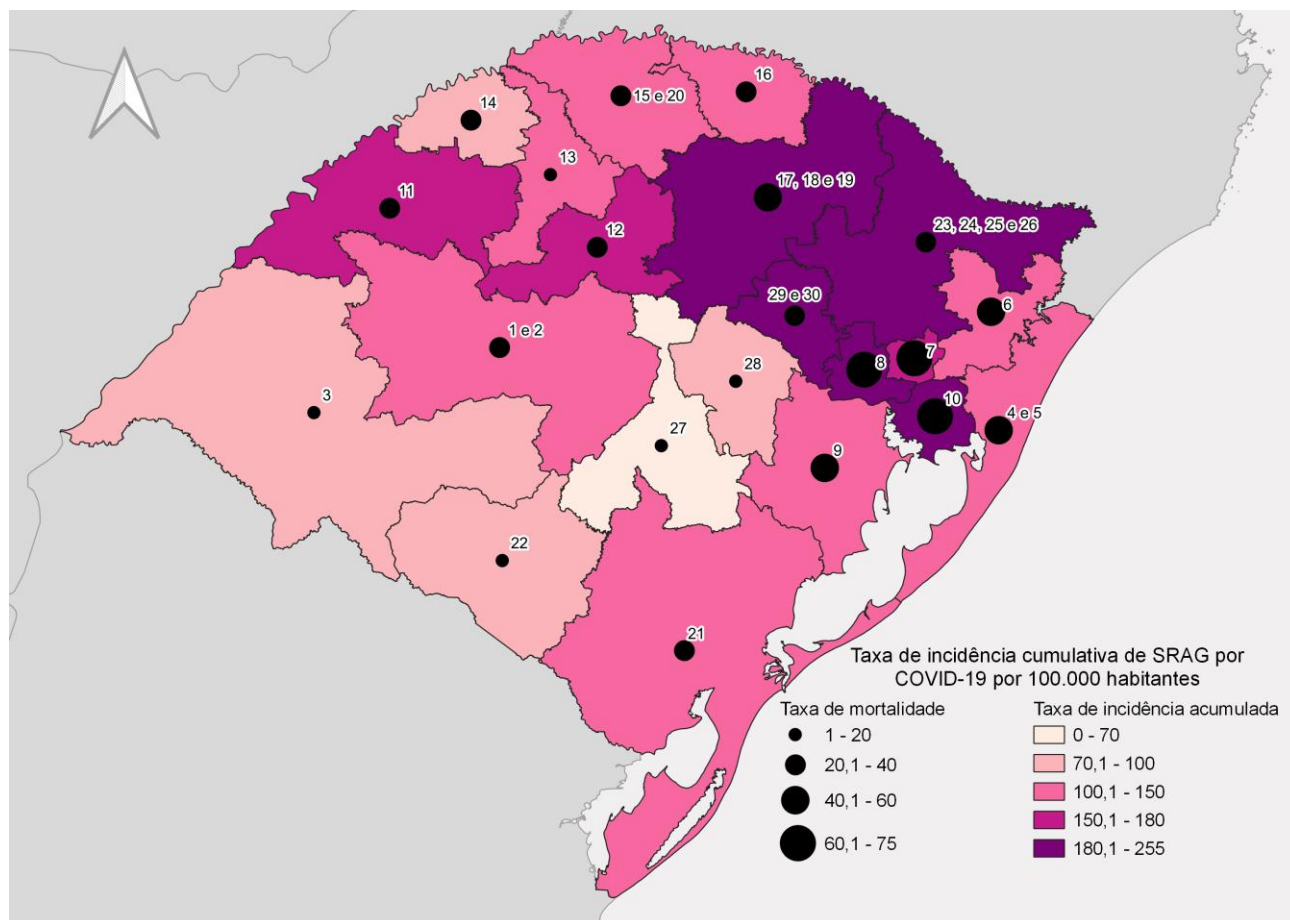 16
15 e 20
14
13
17, 18 e 19
11
23, 24, 25 e 26
12
6
29 e 30
1 e 2
7
8
28
3
10
4 e 5
27
9
22
21
Taxa de incidência cumulativa de SRAG por
COVID-19 por 100.000 habitantes
Taxa de mortalidade
1 - 20
20,1 - 40
40,1 - 60
60,1 - 75
Taxa de incidência acumulada
0 - 70
70,1 - 100
100,1 - 150
150,1 - 180
180,1 - 255